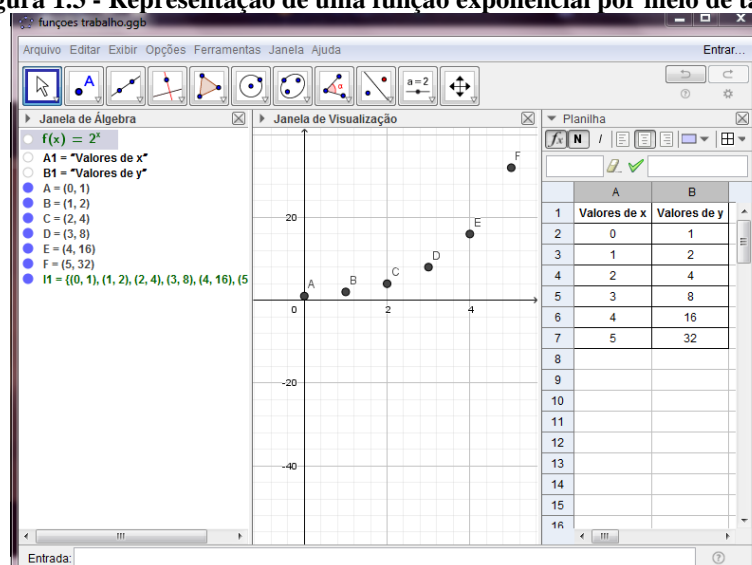 gura 1.5 - Representação de uma função exponencial por meio de ta
funçoes trabalho.ggb
Arquivo Editar Exibir Opções Ferramentas Janela Ajuda
Entrar...
A
α
a=2
Janela de Álgebra
f(x) = 2ˣ
A1 = "Valores de x"
B1 = "Valores de y"
A = (0, 1)
B = (1, 2)
C = (2, 4)
D = (3, 8)
E = (4, 16)
F = (5, 32)
l1 = {(0, 1), (1, 2), (2, 4), (3, 8), (4, 16), (5
Janela de Visualização
F
20
E
D
C
B
A
0 2 4
-20
-40
Planilha
fx N I
A B
1 Valores de x Valores de y
2 0 1
3 1 2
4 2 4
5 3 8
6 4 16
7 5 32
8
9
10
11
12
13
14
15
16
Entrada: